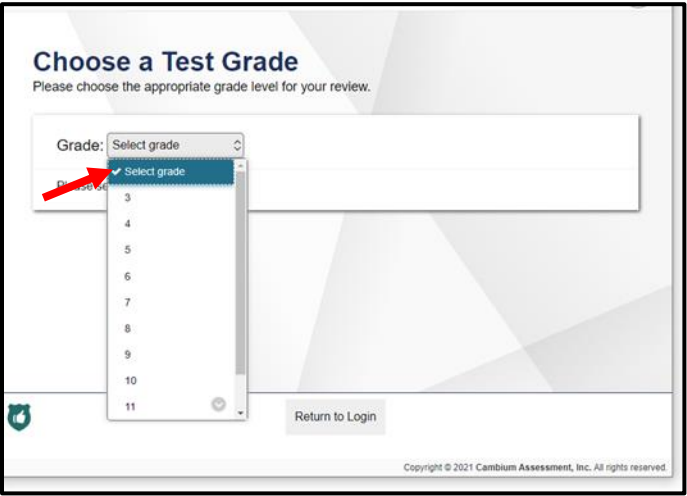 Choose a Test Grade
Please choose the appropriate grade level for your review.
Grade: Select grade
✔ Select grade
3
4
5
6
7
8
9
10
11
Return to Login
Copyright © 2021 Cambium Assessment, Inc. All rights reserved.